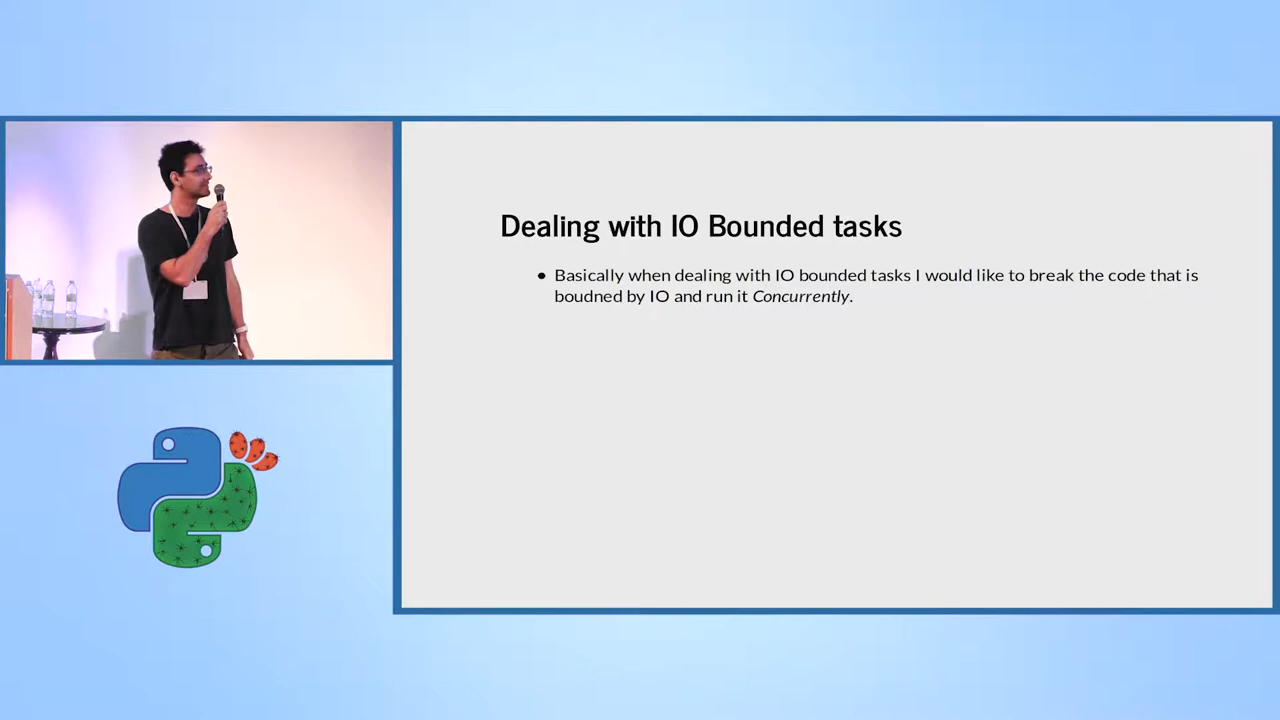 Dealing with IO Bounded tasks
• Basically when dealing with IO bounded tasks I would like to break the code that is
boudned by IO and run it Concurrently.